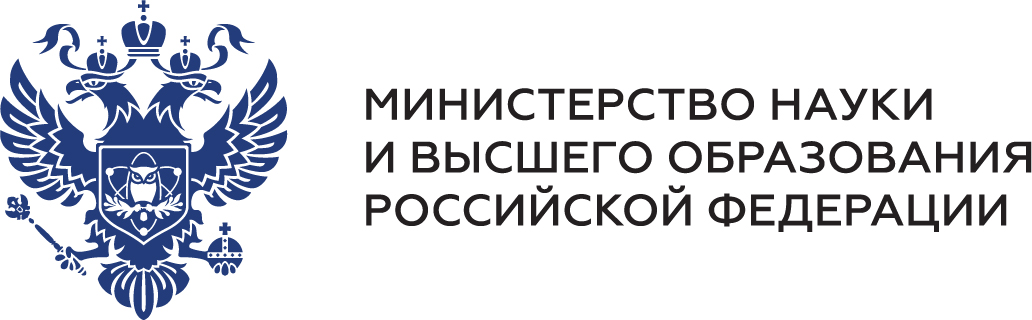 МИНИСТЕРСТВО НАУКИ
И ВЫСШЕГО ОБРАЗОВАНИЯ
РОССИЙСКОЙ ФЕДЕРАЦИИ